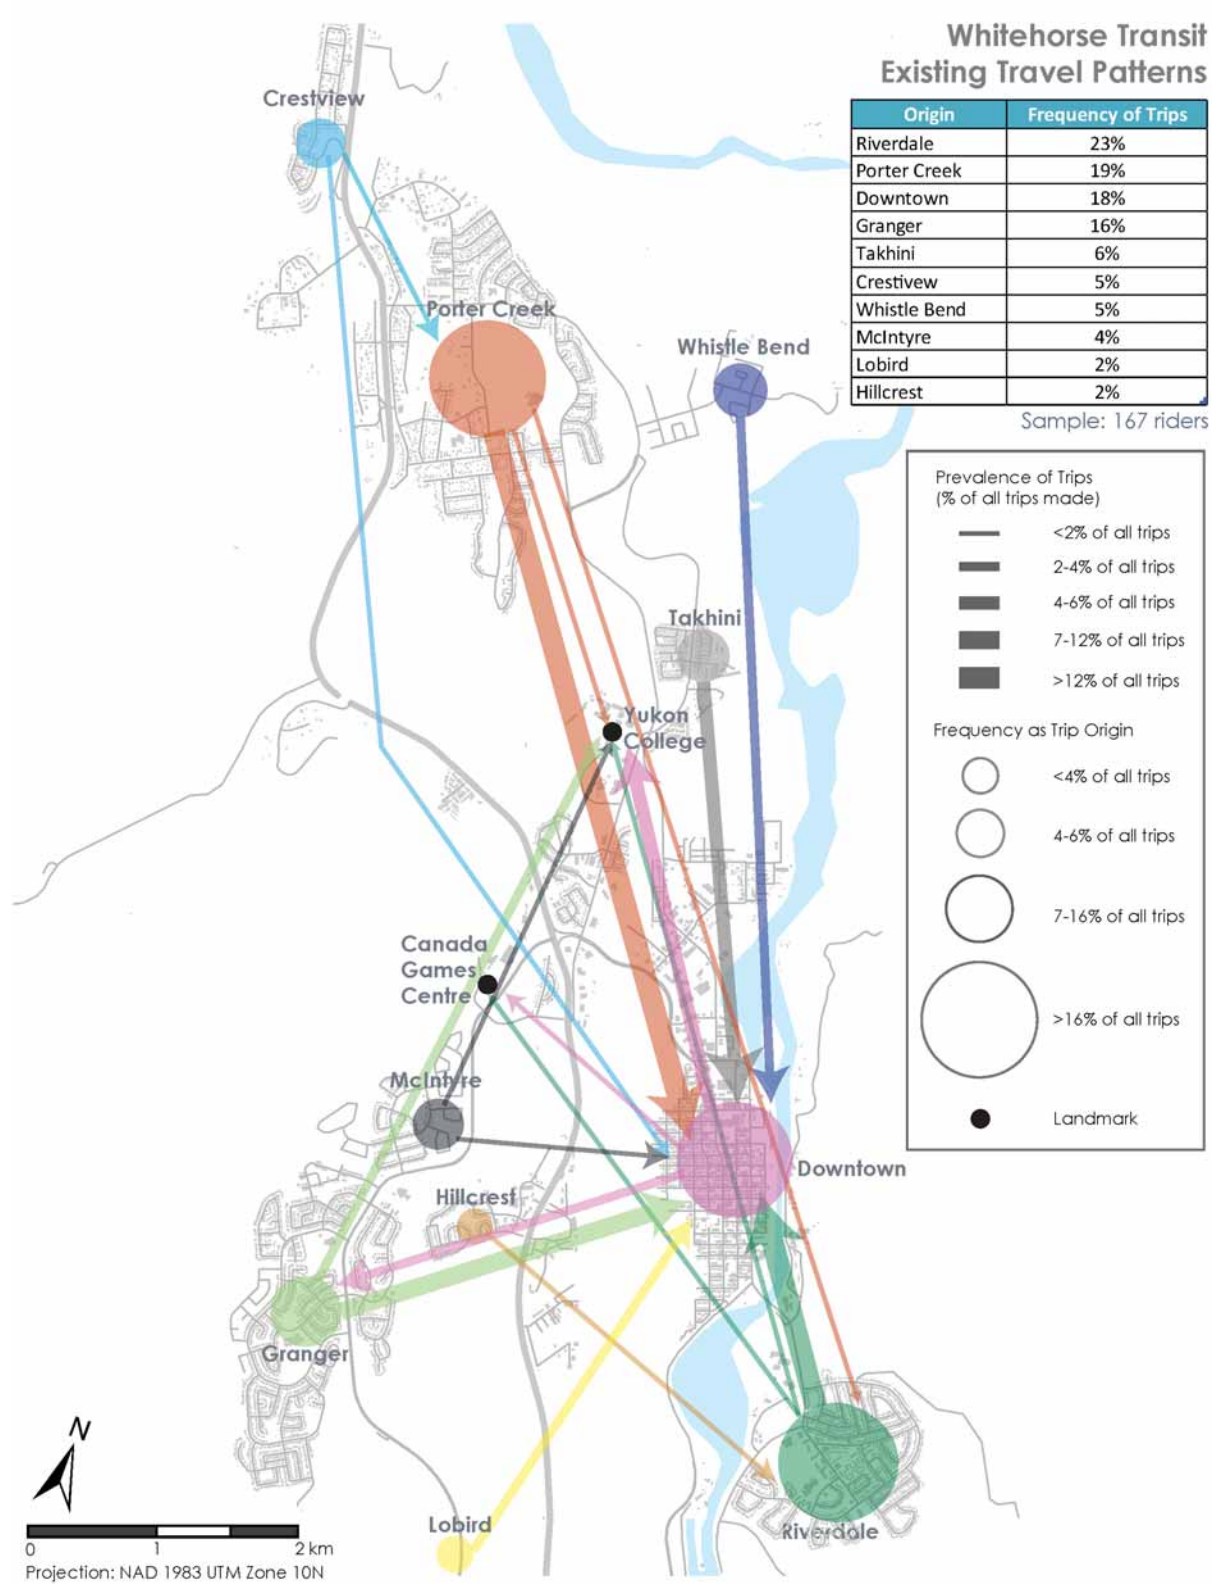 Whitehorse Transit
Existing Travel Patterns
Origin Frequency of Trips
Riverdale 23%
Porter Creek 19%
Downtown 18%
Granger 16%
Takhini 6%
Crestivew 5%
Whistle Bend 5%
McIntyre 4%
Lobird 2%
Hillcrest 2%
Sample: 167 riders
Prevalence of Trips
(% of all trips made)
<2% of all trips
2-4% of all trips
4-6% of all trips
7-12% of all trips
>12% of all trips
Frequency as Trip Origin
<4% of all trips
4-6% of all trips
7-16% of all trips
>16% of all trips
Landmark
Crestview
Porter Creek
Whistle Bend
Takhini
Yukon
College
Canada
Games
Centre
McIntyre
Downtown
Hillcrest
Granger
Lobird
Riverdale
N
0 1 2 km
Projection: NAD 1983 UTM Zone 10N